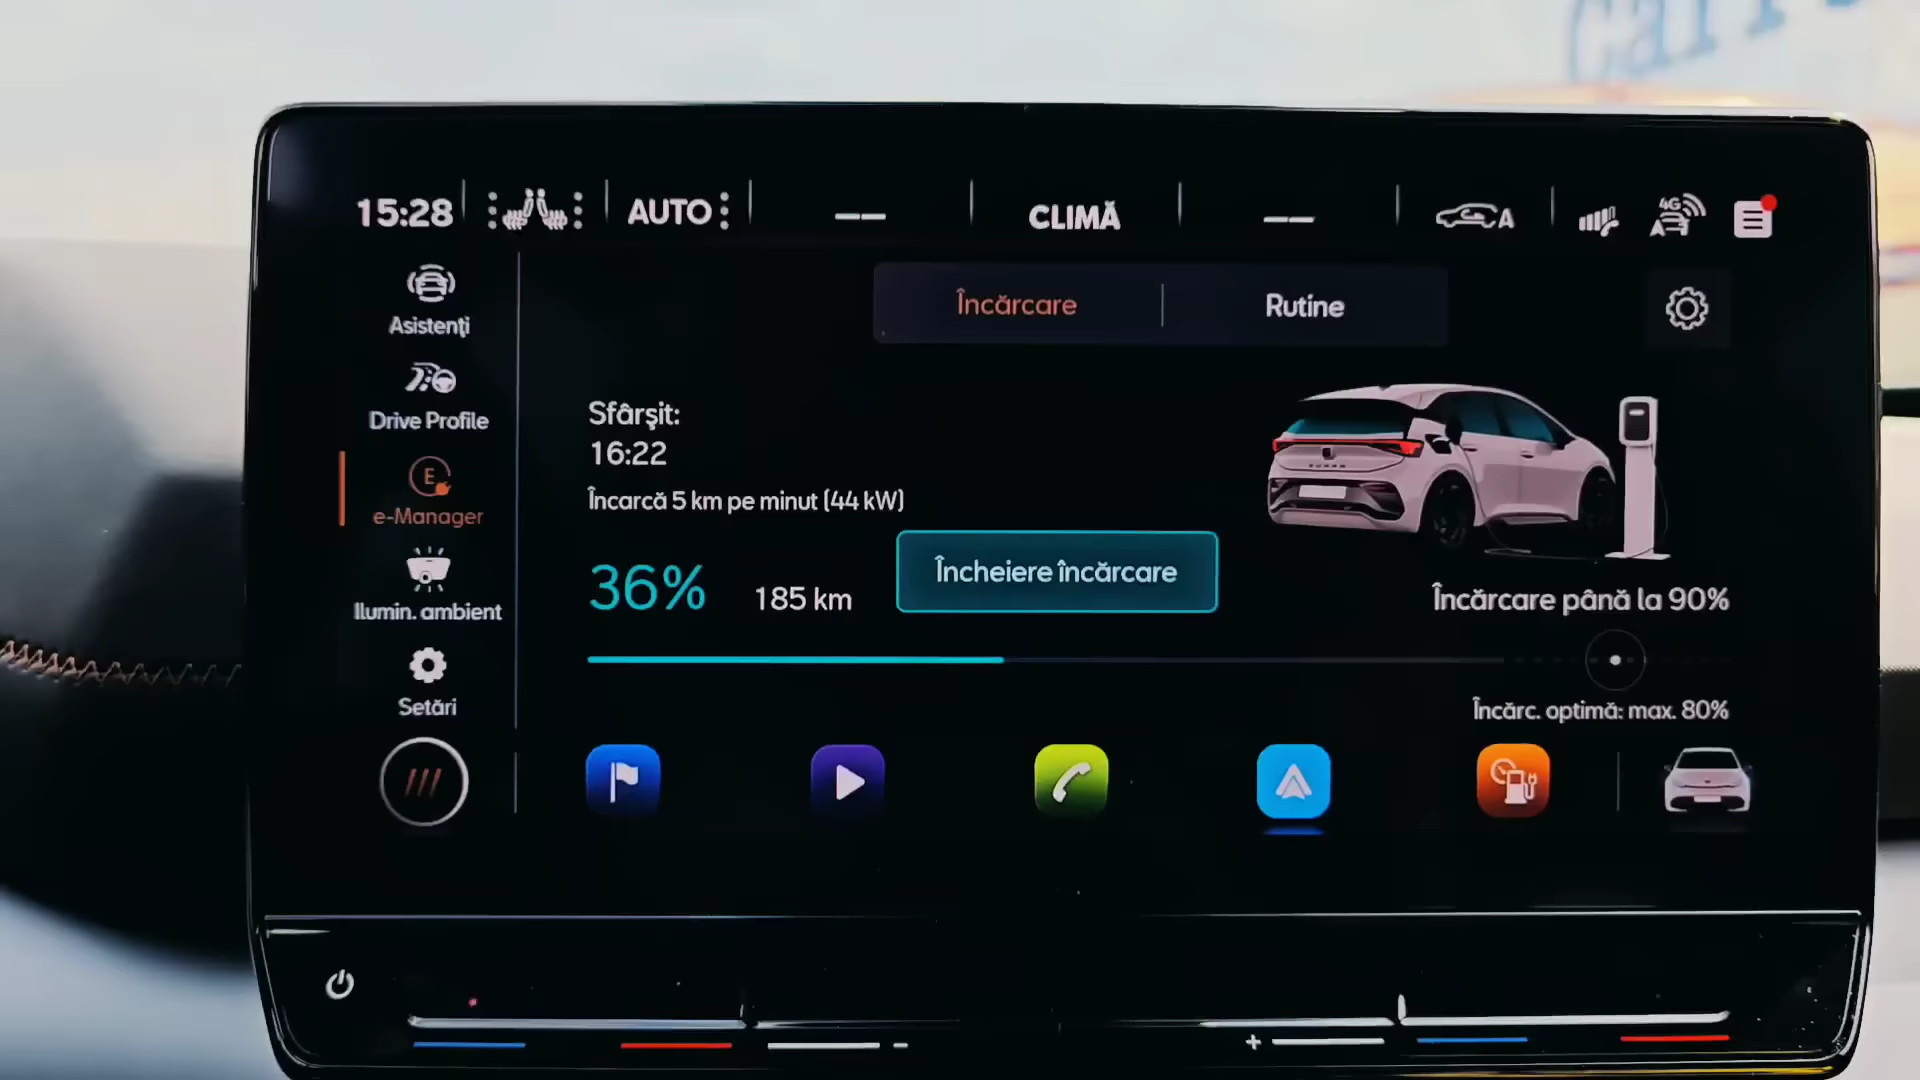 15:28
AUTO
CLIMĂ
A
4G
A
Asistenți
Drive Profile
E
e-Manager
Ilumin. ambient
Setări
Încărcare
Rutine
Sfârșit:
16:22
Încarcă 5 km pe minut (44 kW)
36%
185 km
Încheiere încărcare
Încărcare până la 90%
Încărc. optimă: max. 80%
- +